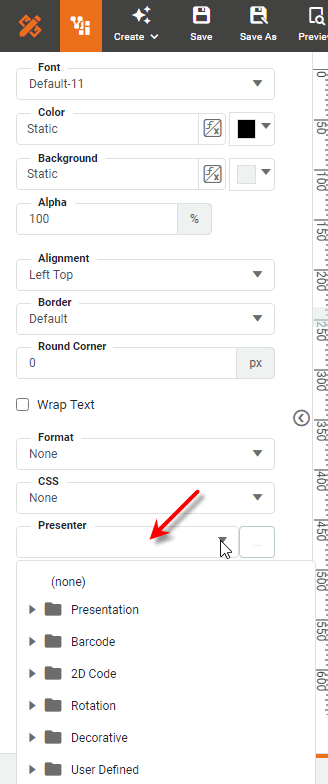 Create Save Save As Preview
Font
Default-11
Color
Static
Background
Static
Alpha
100 %
Alignment
Left Top
Border
Default
Round Corner
0 px
Wrap Text
Format
None
CSS
None
Presenter
...
(none)
Presentation
Barcode
2D Code
Rotation
Decorative
User Defined
0
50
100
150
200
250
300
350
400
450
500
550
600